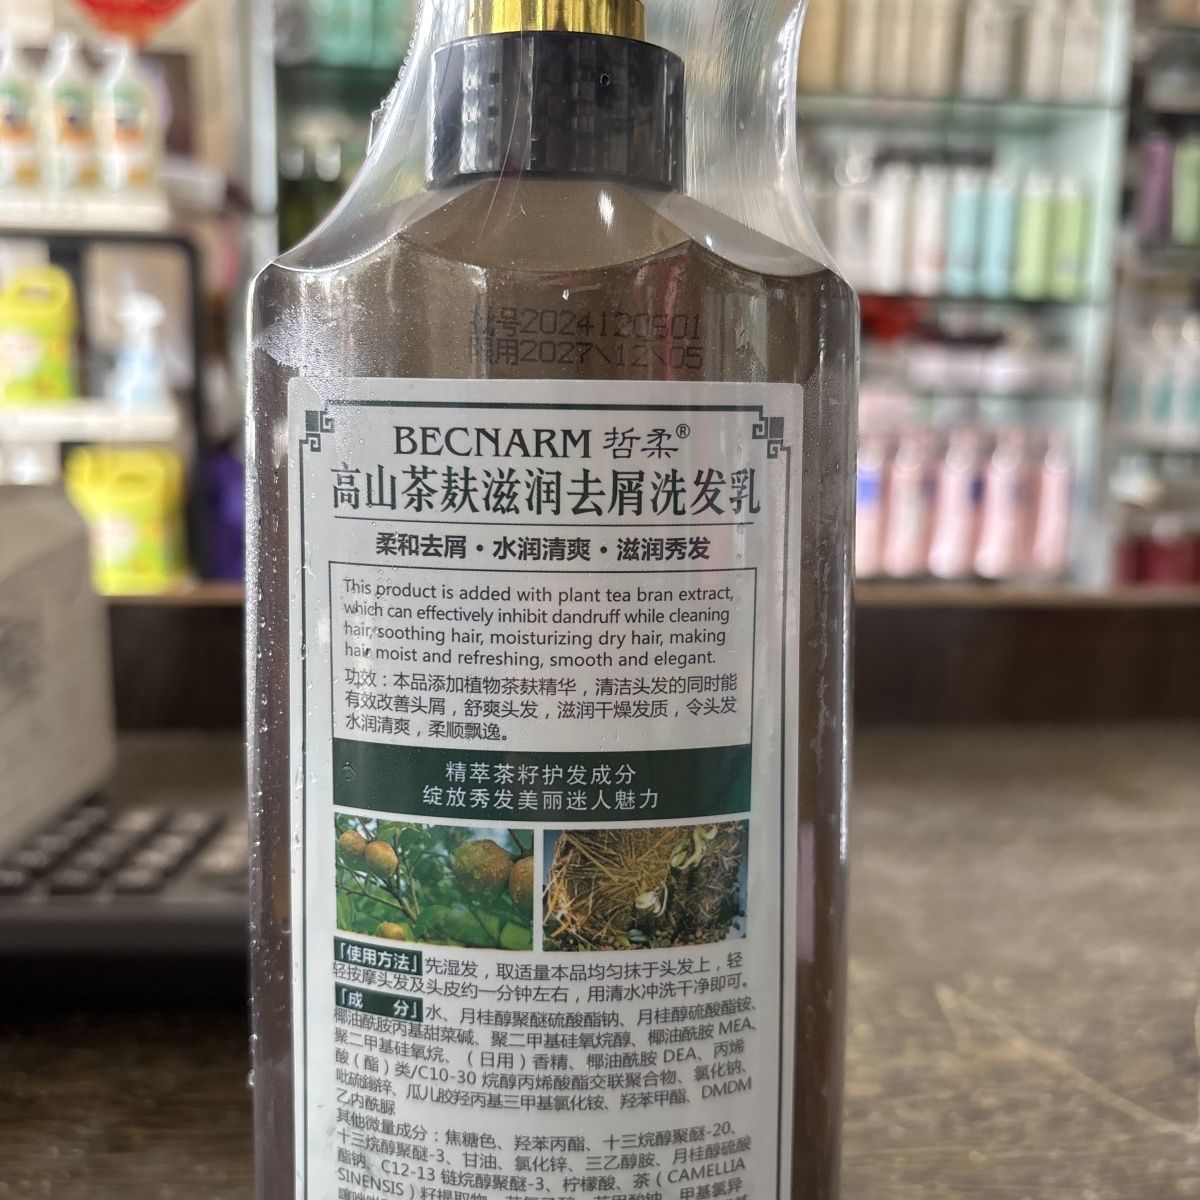 批号2024120501
限用2027\12\05
BECNARM 哲柔®
高山茶麸滋润去屑洗发乳
柔和去屑·水润清爽·滋润秀发
This product is added with plant tea bran extract,
which can effectively inhibit dandruff while cleaning
hair, soothing hair, moisturizing dry hair, making
hair moist and refreshing, smooth and elegant.
功效：本品添加植物茶麸精华，清洁头发的同时能
有效改善头屑，舒爽头发，滋润干燥发质，令头发
水润清爽，柔顺飘逸。
精萃茶籽护发成分
绽放秀发美丽迷人魅力
「使用方法」先湿发，取适量本品均匀抹于头发上，轻
轻按摩头发及头皮约一分钟左右，用清水冲洗干净即可。
「成 分」水、月桂醇聚醚硫酸酯钠、月桂醇硫酸酯铵、
椰油酰胺丙基甜菜碱、聚二甲基硅氧烷醇、椰油酰胺 MEA、
聚二甲基硅氧烷、（日用）香精、椰油酰胺 DEA、丙烯
酸（酯）类/C10-30 烷醇丙烯酸酯交联聚合物、氯化钠、
吡硫鎓锌、瓜儿胶羟丙基三甲基氯化铵、羟苯甲酯、DMDM
乙内酰脲
其他微量成分：焦糖色、羟苯丙酯、十三烷醇聚醚-20、
十三烷醇聚醚-3、甘油、氯化锌、三乙醇胺、月桂醇硫酸
酯钠、C12-13 链烷醇聚醚-3、柠檬酸、茶（CAMELLIA
SINENSIS）籽提取物、